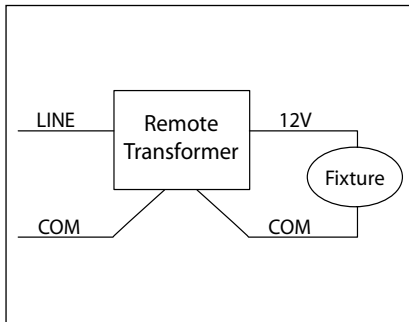 LINE
Remote
Transformer
12V
Fixture
COM
COM